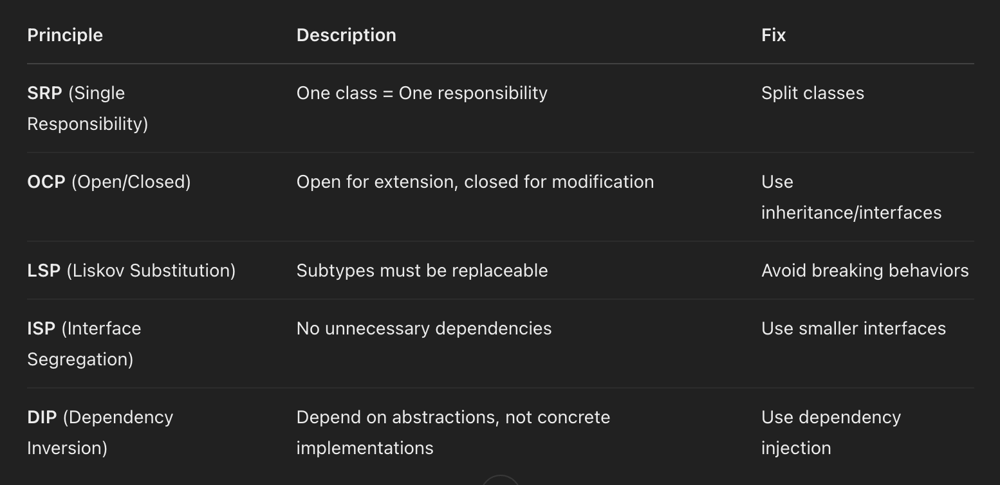 Principle Description Fix
SRP (Single One class = One responsibility Split classes
Responsibility)
OCP (Open/Closed) Open for extension, closed for modification Use
inheritance/interfaces
LSP (Liskov Substitution) Subtypes must be replaceable Avoid breaking behaviors
ISP (Interface No unnecessary dependencies Use smaller interfaces
Segregation)
DIP (Dependency Depend on abstractions, not concrete Use dependency
Inversion) implementations injection